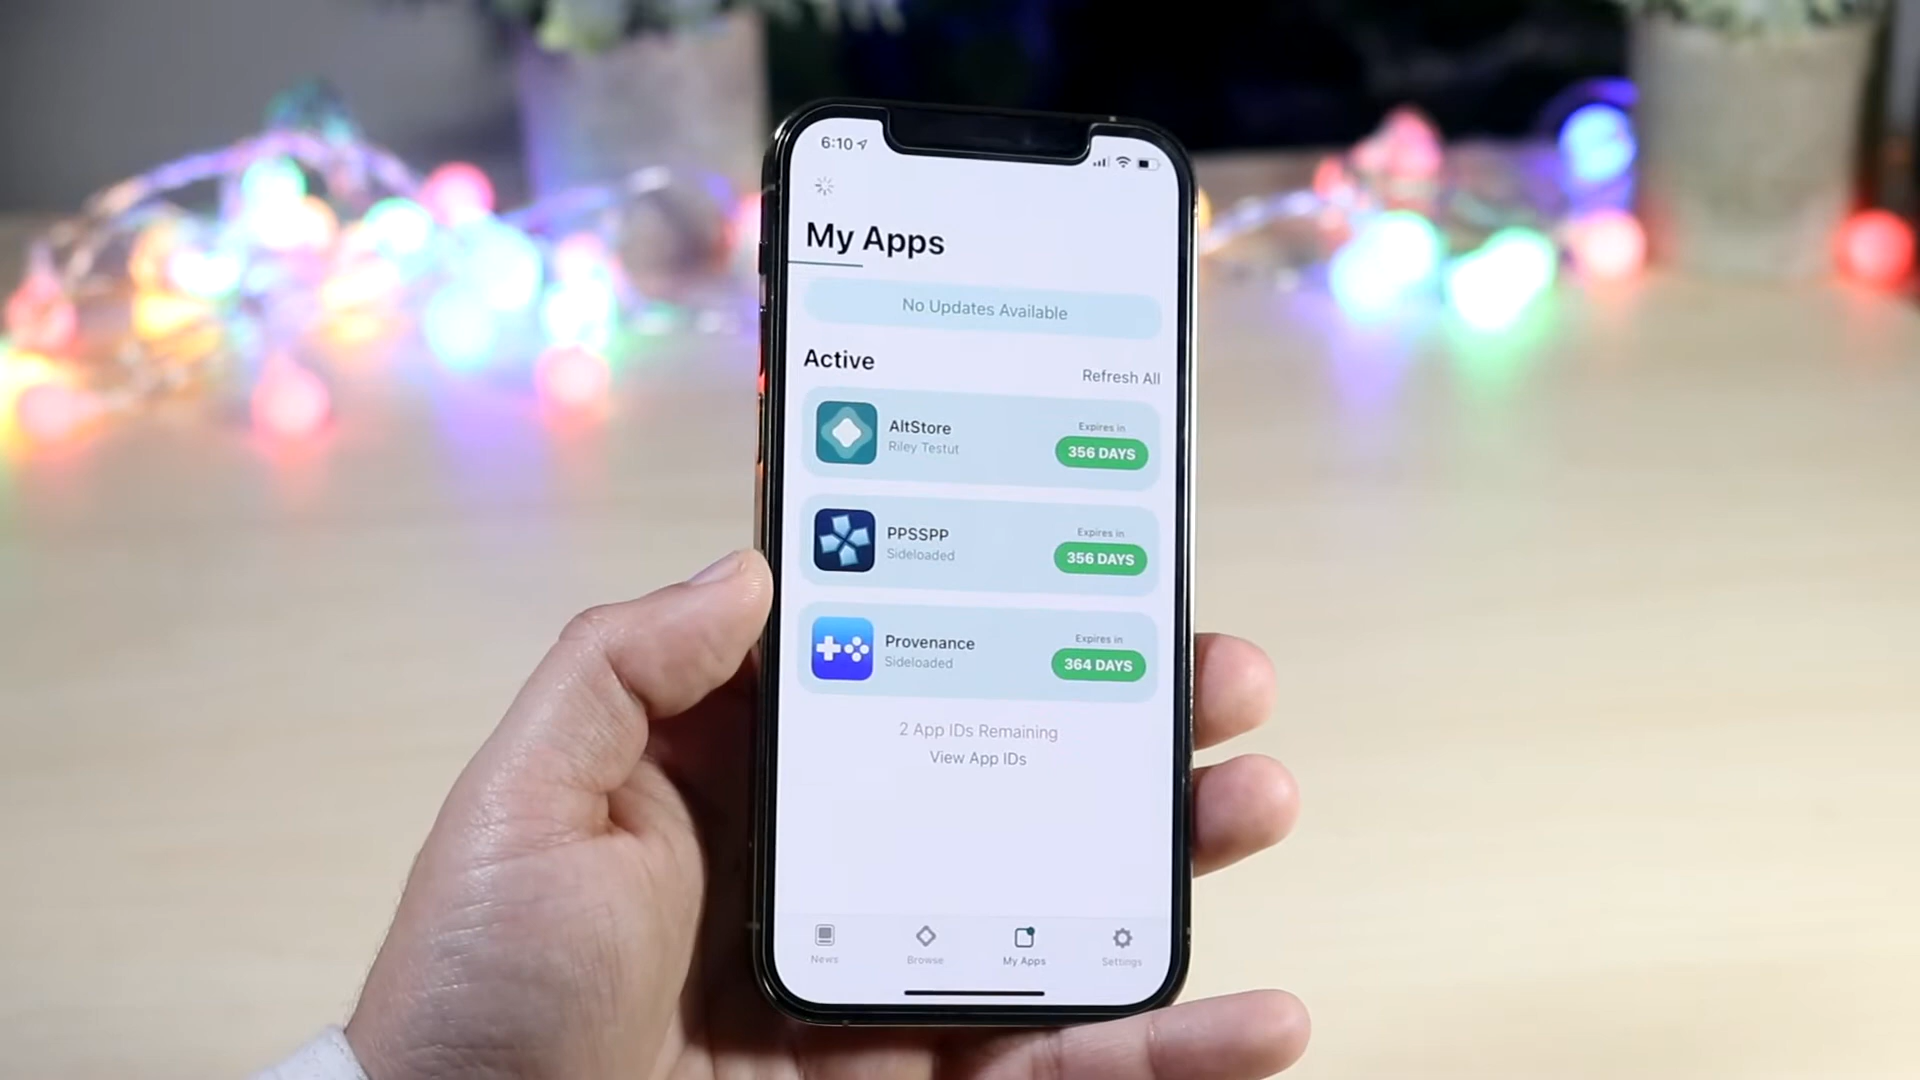 6:10
My Apps
No Updates Available
Active
Refresh All
AltStore
Riley Testut
Expires in
356 DAYS
PPSSPP
Sideloaded
Expires in
356 DAYS
Provenance
Sideloaded
Expires in
364 DAYS
2 App IDs Remaining
View App IDs
News
Browse
My Apps
Settings